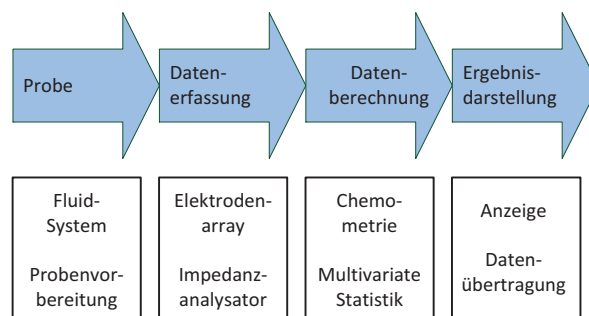 Probe
Daten-
erfassung
Daten-
berechnung
Ergebnis-
darstellung
Fluid-
System
Probenvor-
bereitung
Elektroden-
array
Impedanz-
analysator
Chemo-
metrie
Multivariate
Statistik
Anzeige
Daten-
übertragung